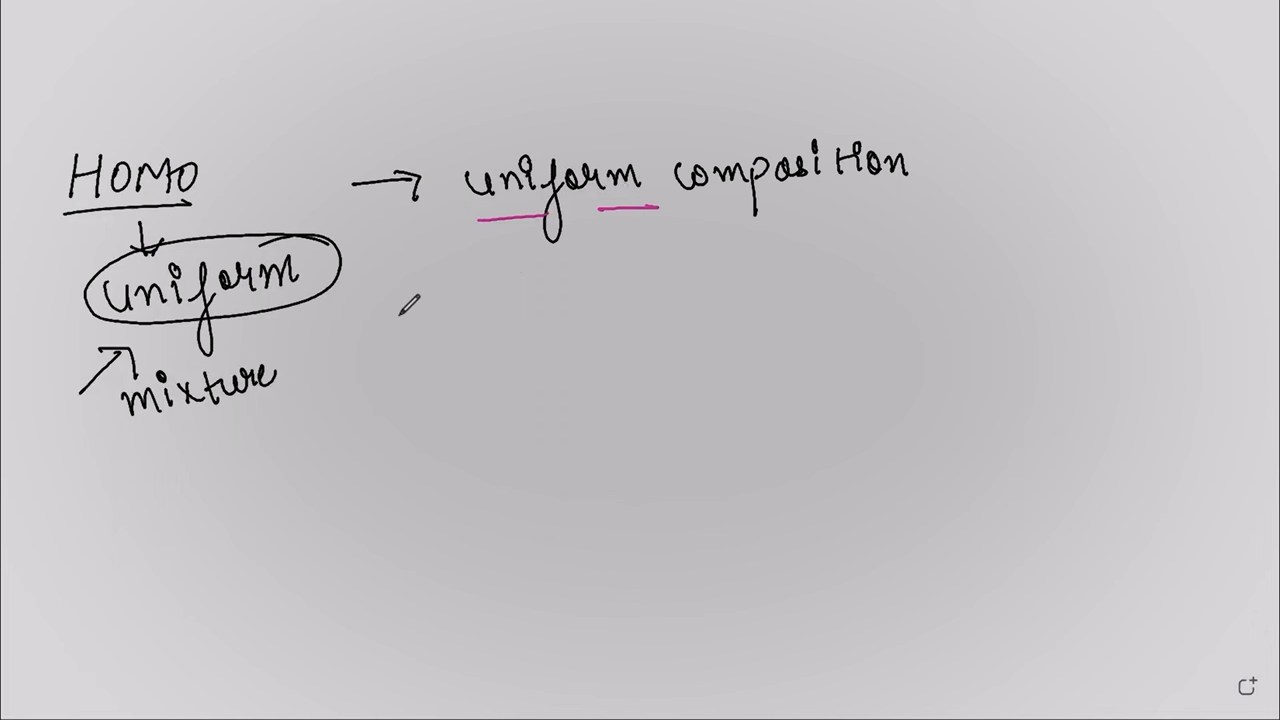 HOMO → uniform composition
↓
uniform
mixture